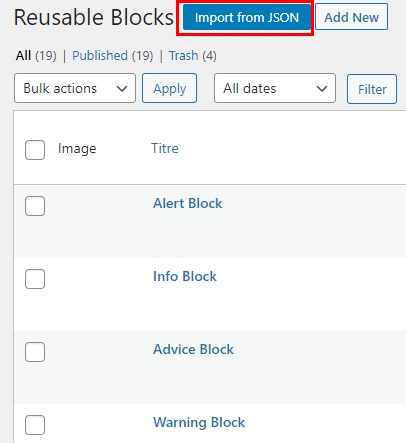 Reusable Blocks Import from JSON Add New
All (19) | Published (19) | Trash (4)
Bulk actions Apply All dates Filter
Image Titre
Alert Block
Info Block
Advice Block
Warning Block